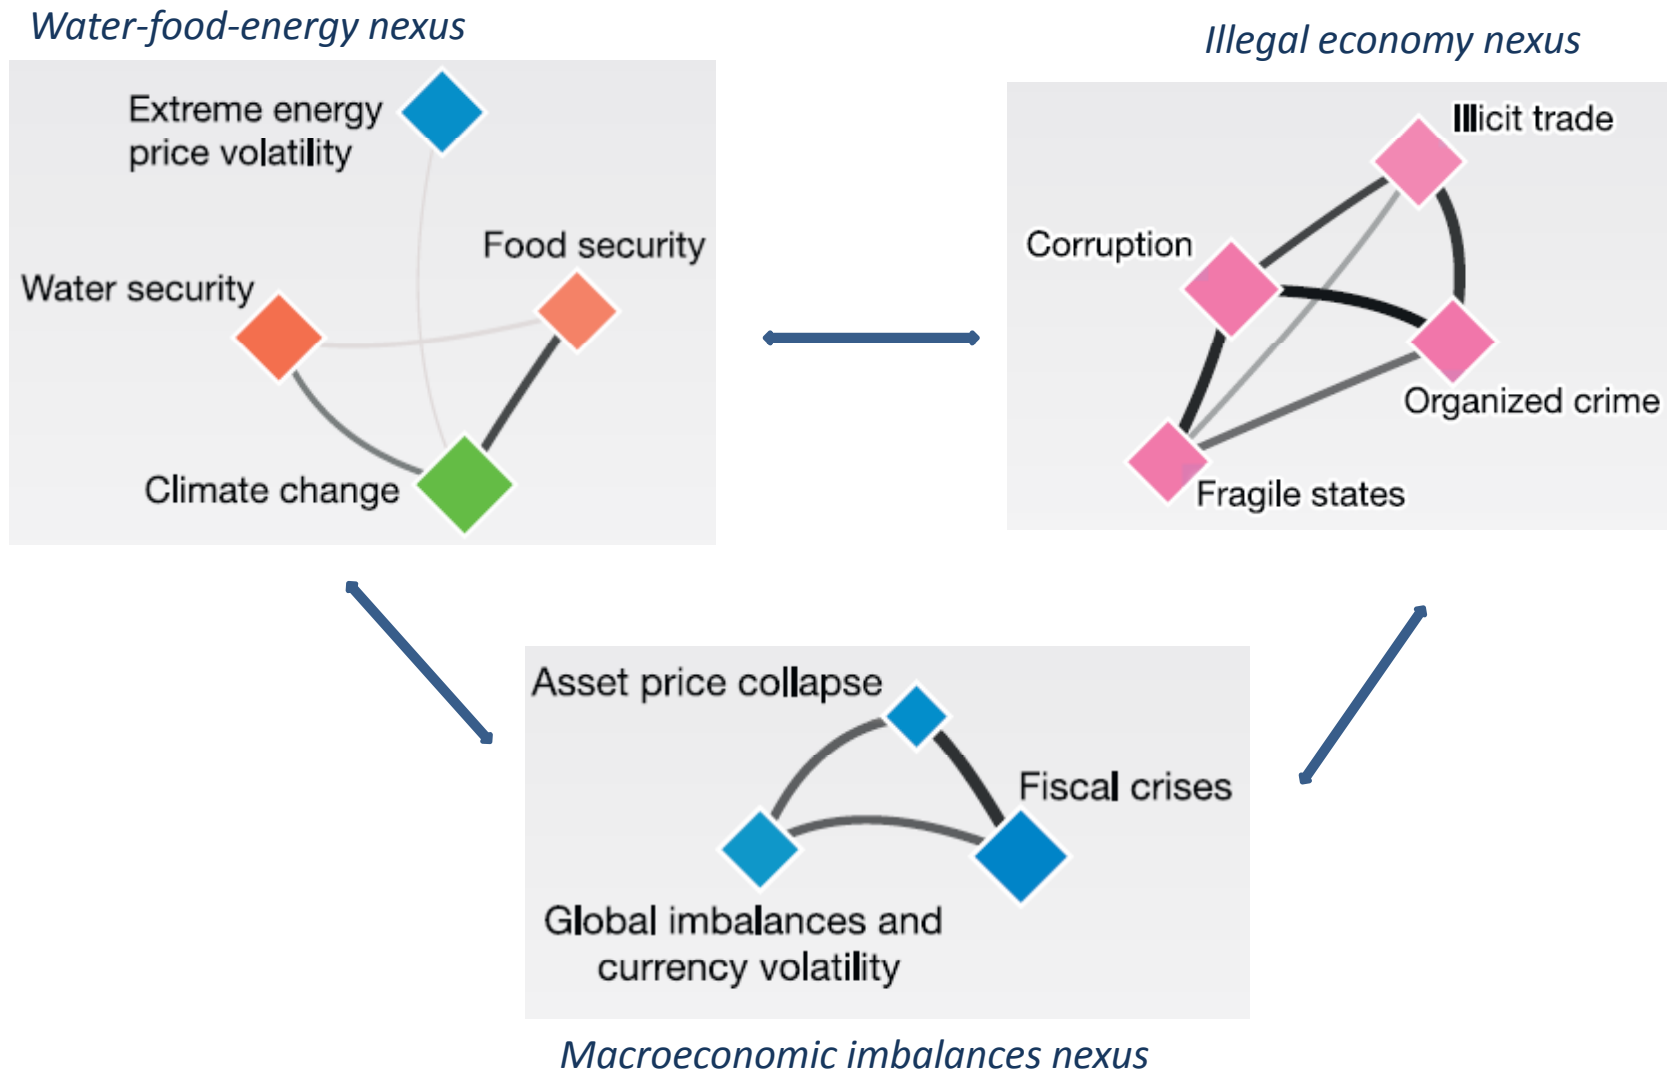 Water-food-energy nexus
Illegal economy nexus
Extreme energy
price volatility
Food security
Water security
Climate change
Illicit trade
Corruption
Organized crime
Fragile states
Asset price collapse
Fiscal crises
Global imbalances and
currency volatility
Macroeconomic imbalances nexus